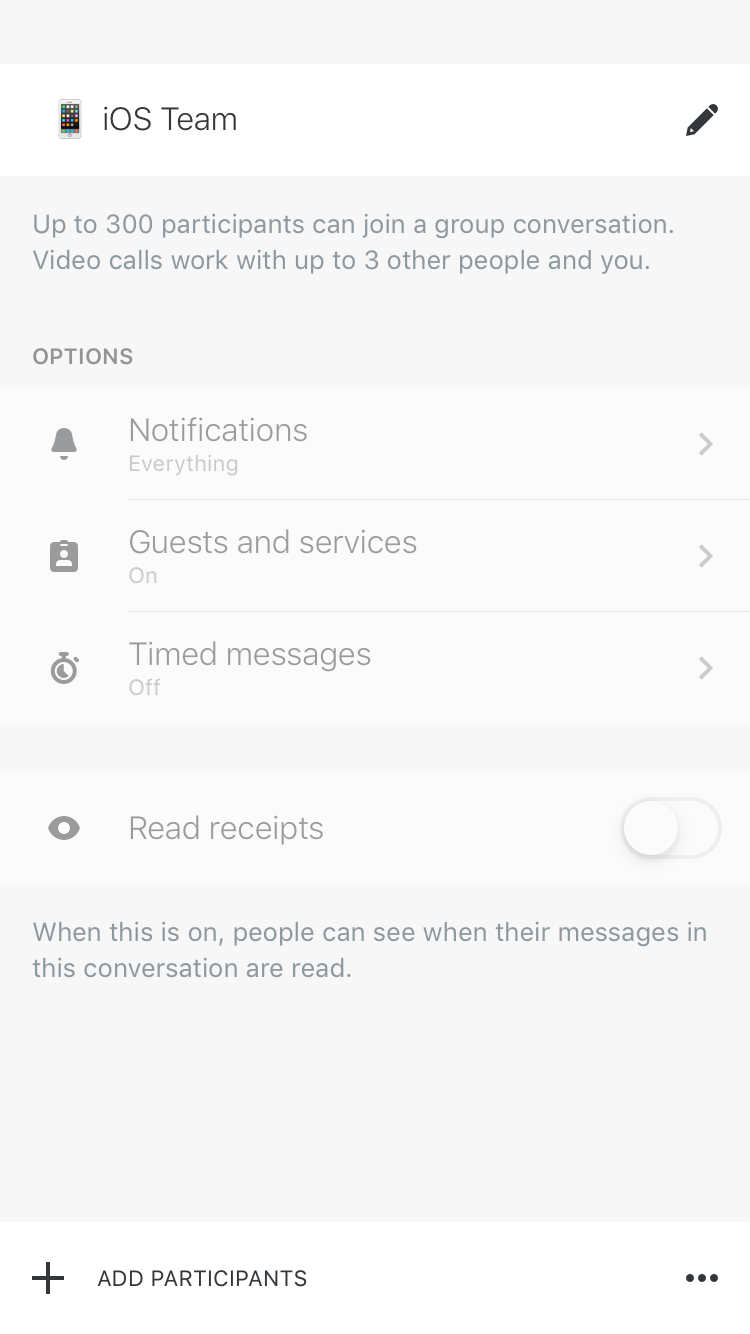 iOS Team
Up to 300 participants can join a group conversation.
Video calls work with up to 3 other people and you.
OPTIONS
Notifications
Everything
Guests and services
On
Timed messages
Off
Read receipts
When this is on, people can see when their messages in
this conversation are read.
ADD PARTICIPANTS